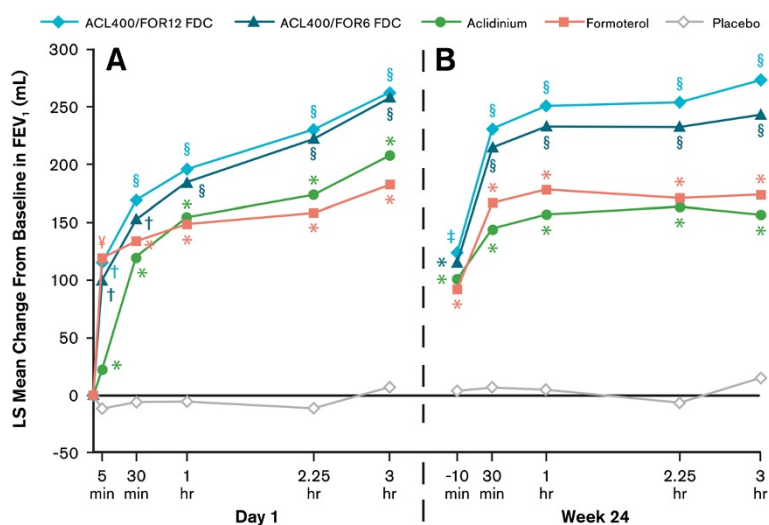 ACL400/FOR12 FDC ACL400/FOR6 FDC Aclidinium Formoterol Placebo
A B
LS Mean Change From Baseline in FEV1 (mL)
300
250
200
150
100
50
0
-50
§ § § § § § § §
§ § § § § § §
* * * * *
¥ * * * *
† † †
‡ * * * * * * * * * * *
5 min 30 min 1 hr 2.25 hr 3 hr -10 min 30 min 1 hr 2.25 hr 3 hr
Day 1 Week 24